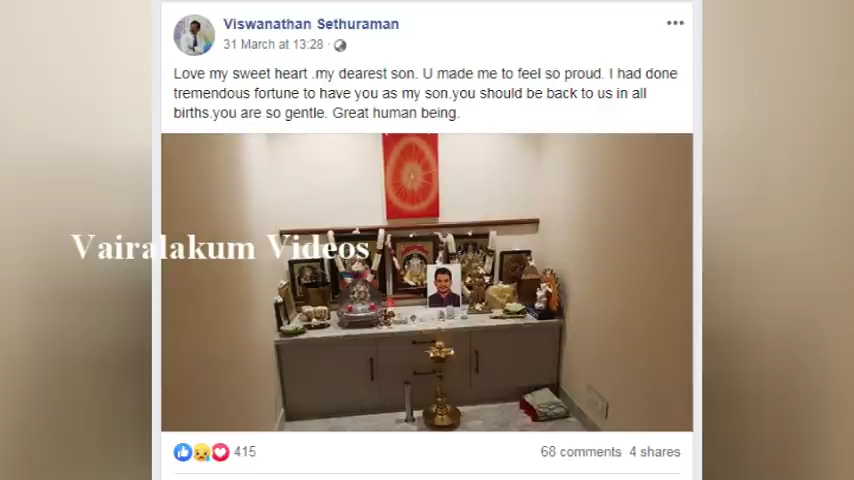 Viswanathan Sethuraman
31 March at 13:28 ·
Love my sweet heart .my dearest son. U made me to feel so proud. I had done
tremendous fortune to have you as my son.you should be back to us in all
births.you are so gentle. Great human being.
Vairalakum Videos
415
68 comments 4 shares